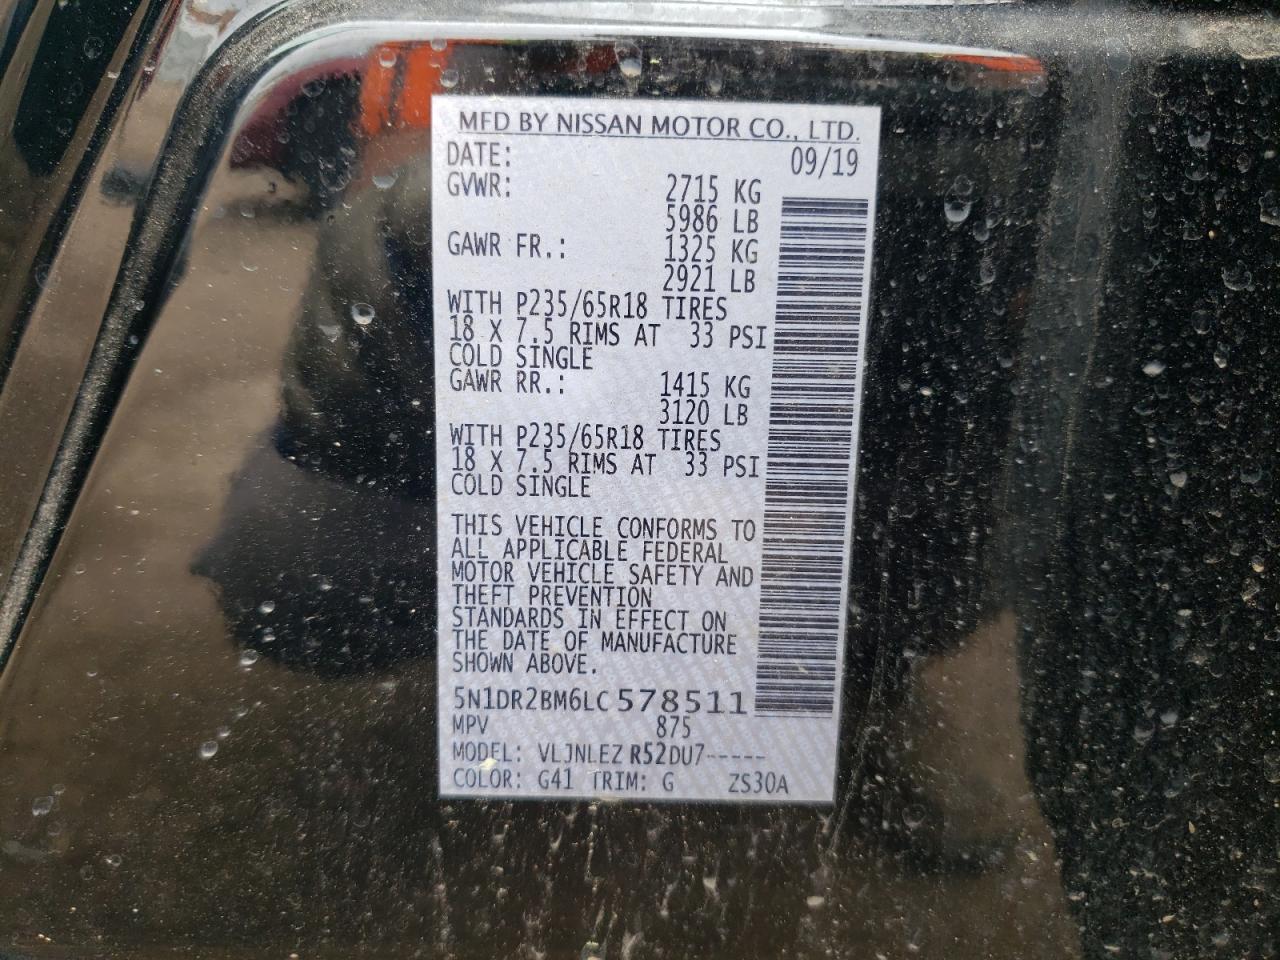 MFD BY NISSAN MOTOR CO., LTD.
DATE: 09/19
GVWR: 2715 KG
5986 LB
GAWR FR.: 1325 KG
2921 LB
WITH P235/65R18 TIRES
18 X 7.5 RIMS AT 33 PSI
COLD SINGLE
GAWR RR.: 1415 KG
3120 LB
WITH P235/65R18 TIRES
18 X 7.5 RIMS AT 33 PSI
COLD SINGLE
THIS VEHICLE CONFORMS TO
ALL APPLICABLE FEDERAL
MOTOR VEHICLE SAFETY AND
THEFT PREVENTION
STANDARDS IN EFFECT ON
THE DATE OF MANUFACTURE
SHOWN ABOVE.
5N1DR2BM6LC578511
MPV 875
MODEL: VLJNLEZ R52DU7-----
COLOR: G41 TRIM: G ZS30A